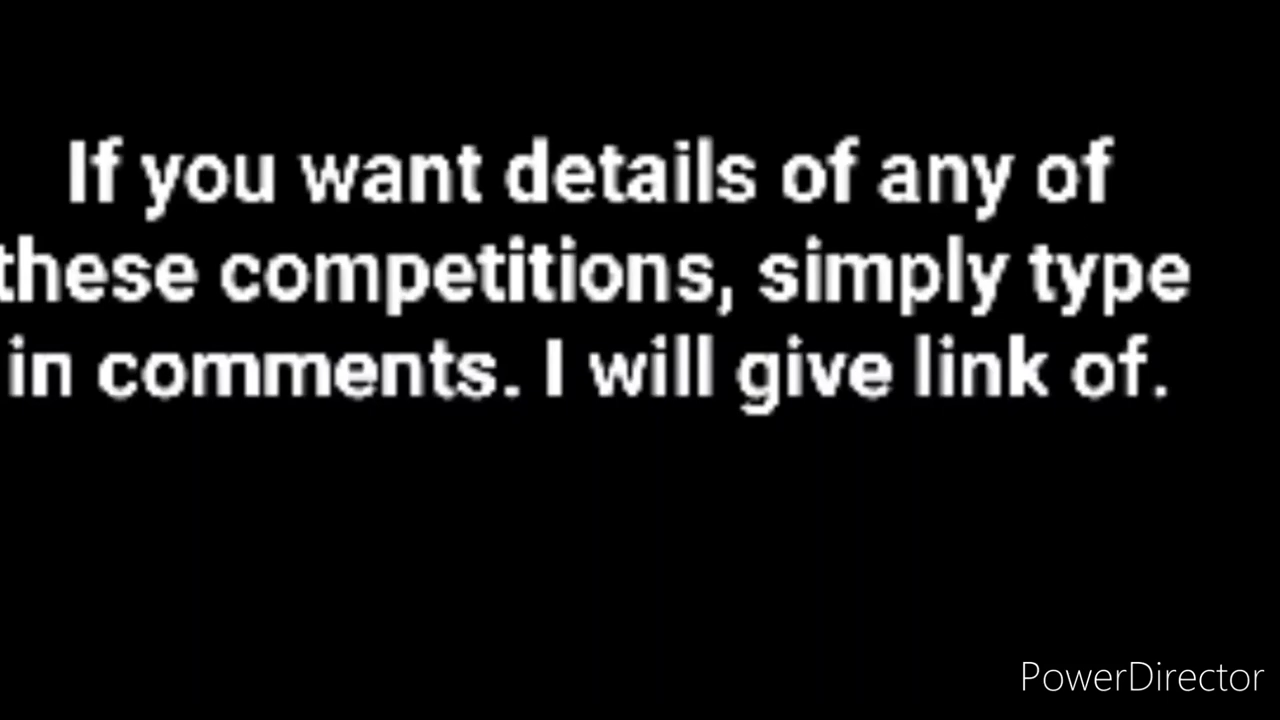 If you want details of any of
these competitions, simply type
in comments. I will give link of.
PowerDirector